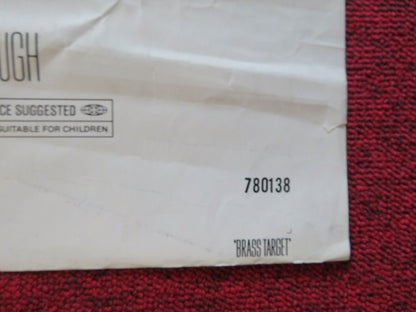 UGH
CE SUGGESTED
SUITABLE FOR CHILDREN
780138
"BRASS TARGET"